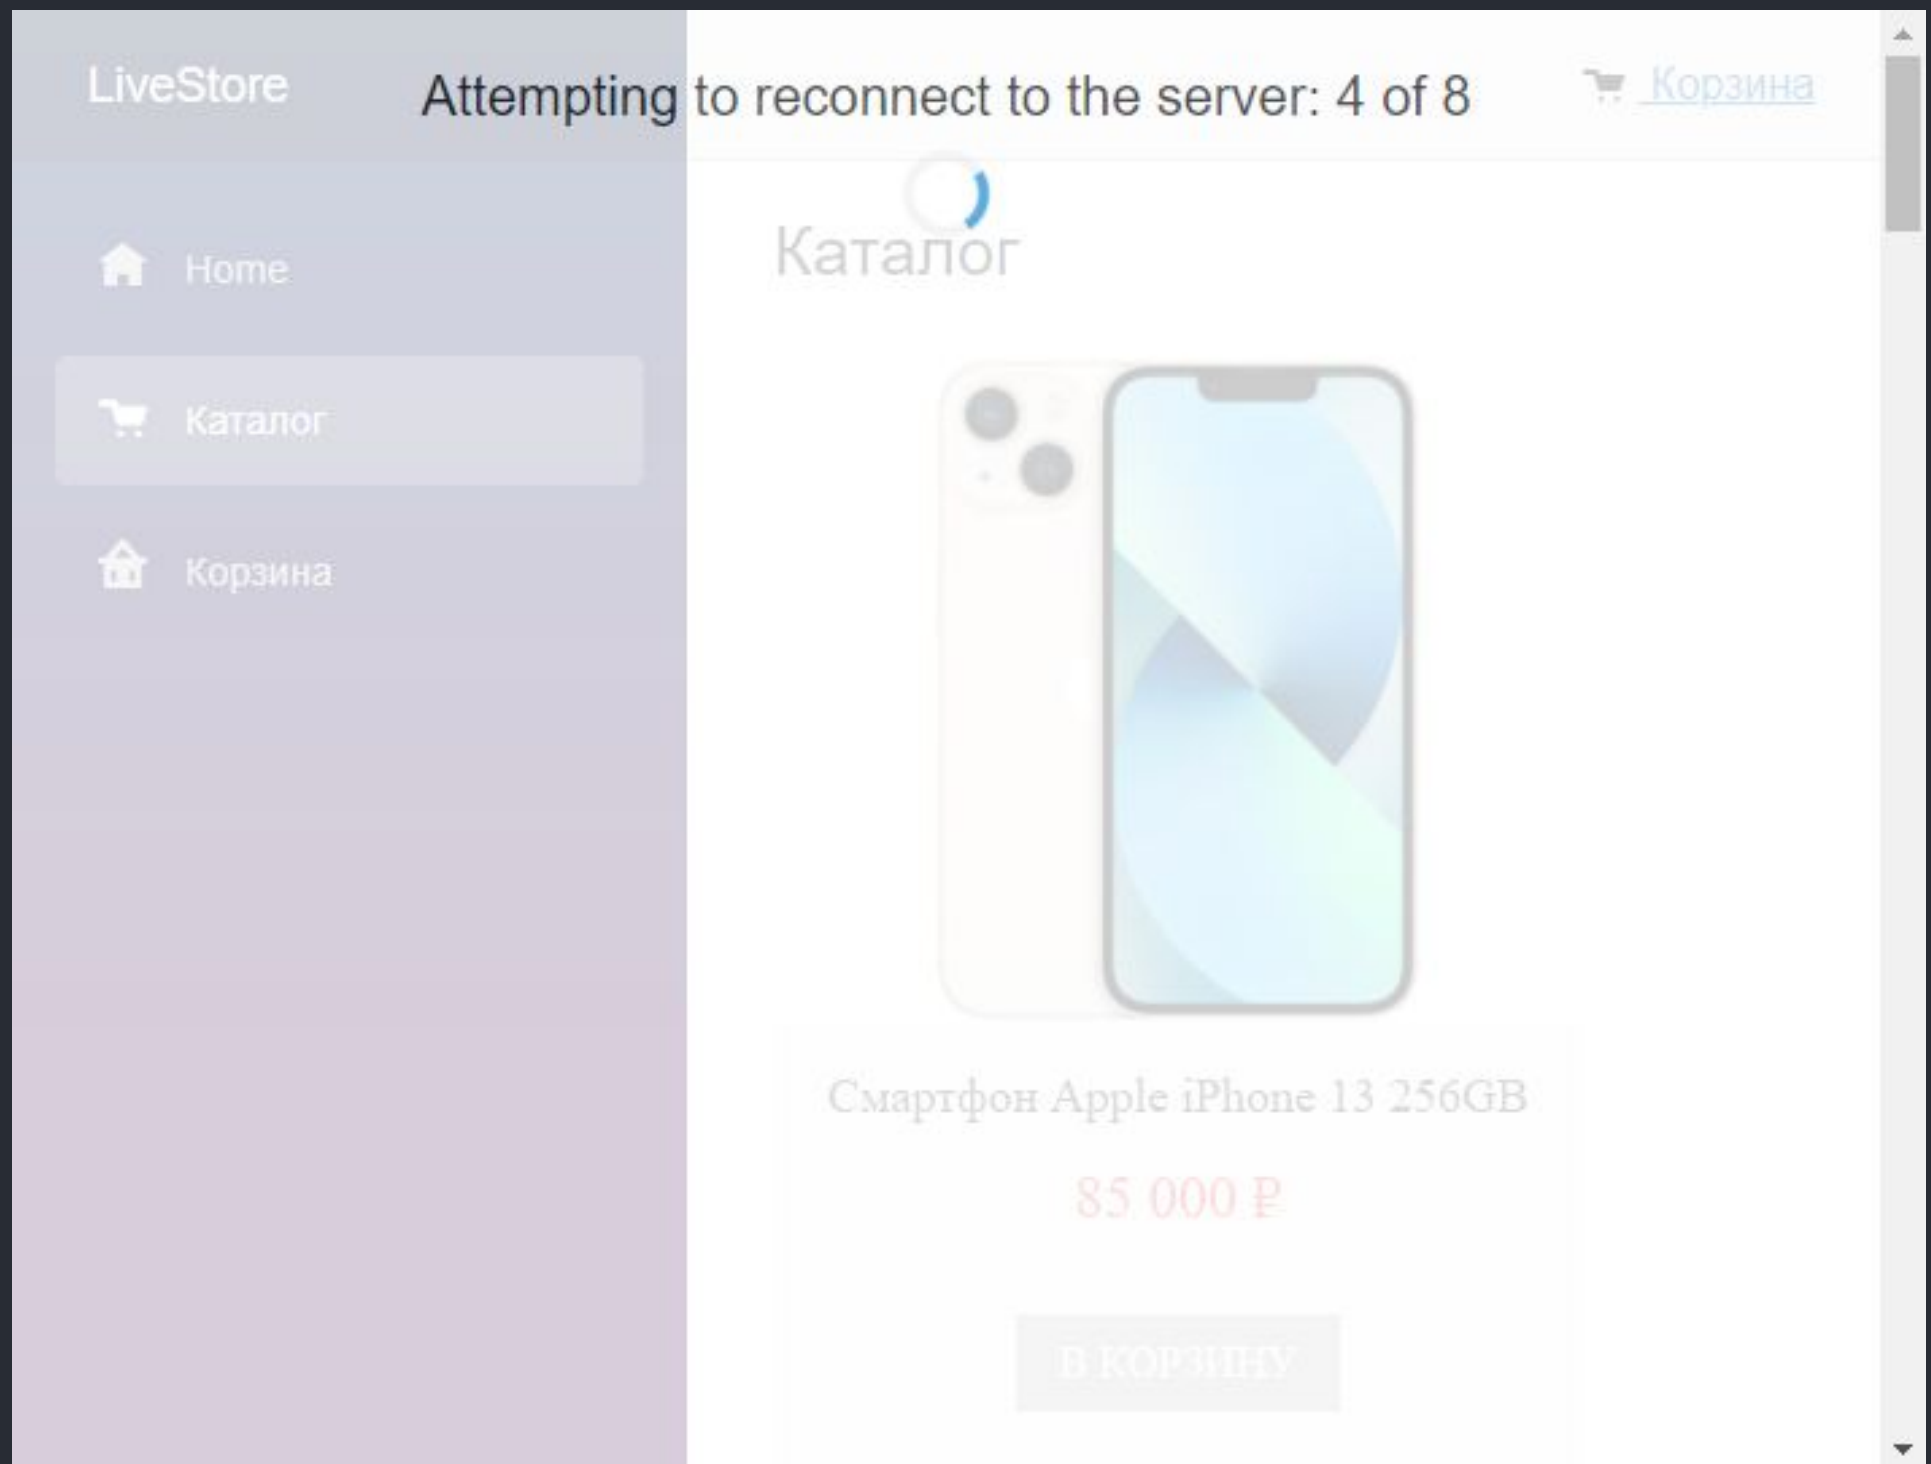 LiveStore
Attempting to reconnect to the server: 4 of 8
Корзина
Home
Каталог
Корзина
Каталог
Смартфон Apple iPhone 13 256GB
85 000 ₽
В КОРЗИНУ